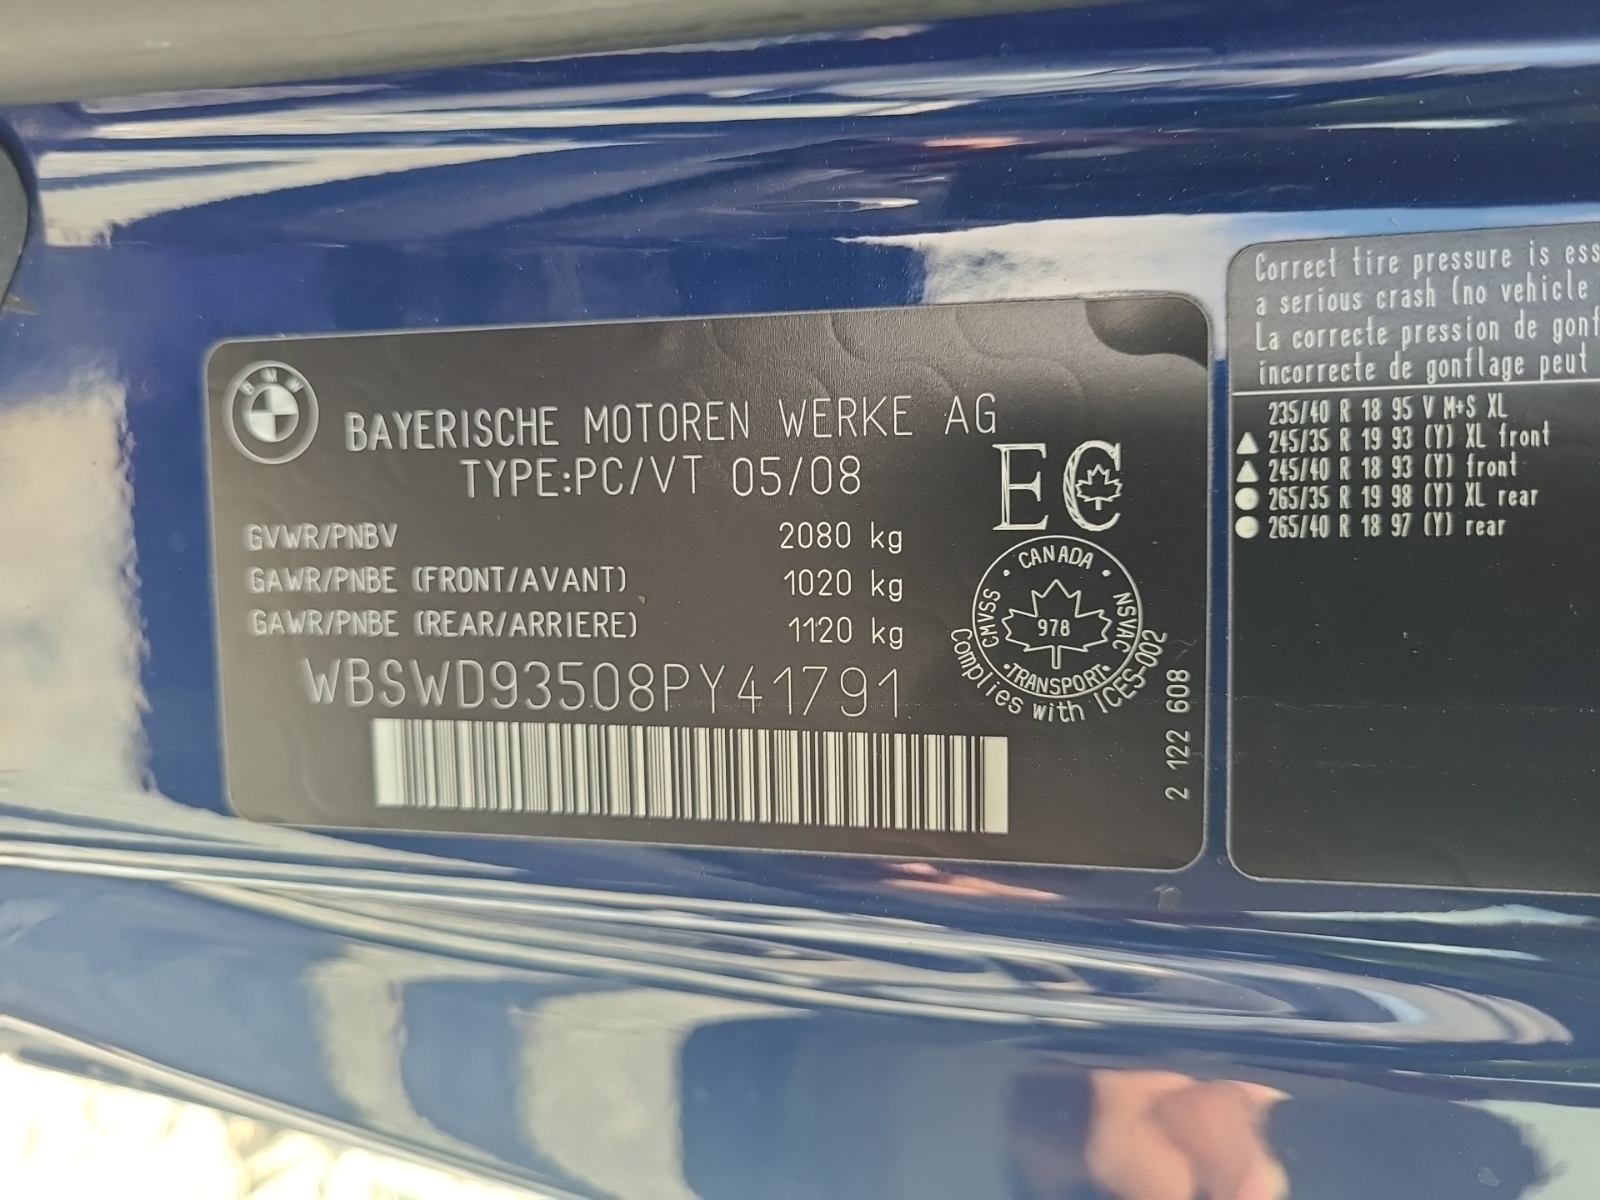 BMW
BAYERISCHE MOTOREN WERKE AG
TYPE:PC/VT 05/08
EC
GVWR/PNBV 2080 kg
GAWR/PNBE (FRONT/AVANT) 1020 kg
GAWR/PNBE (REAR/ARRIERE) 1120 kg
WBSWD93508PY41791
CANADA
CMVSS
NSVAC
978
TRANSPORT
Complies with ICES-002
2 122 608
Correct tire pressure is ess
a serious crash (no vehicle
La correcte pression de gonf
incorrecte de gonflage peut
235/40 R 18 95 V M+S XL
245/35 R 19 93 (Y) XL front
245/40 R 18 93 (Y) front
265/35 R 19 98 (Y) XL rear
265/40 R 18 97 (Y) rear